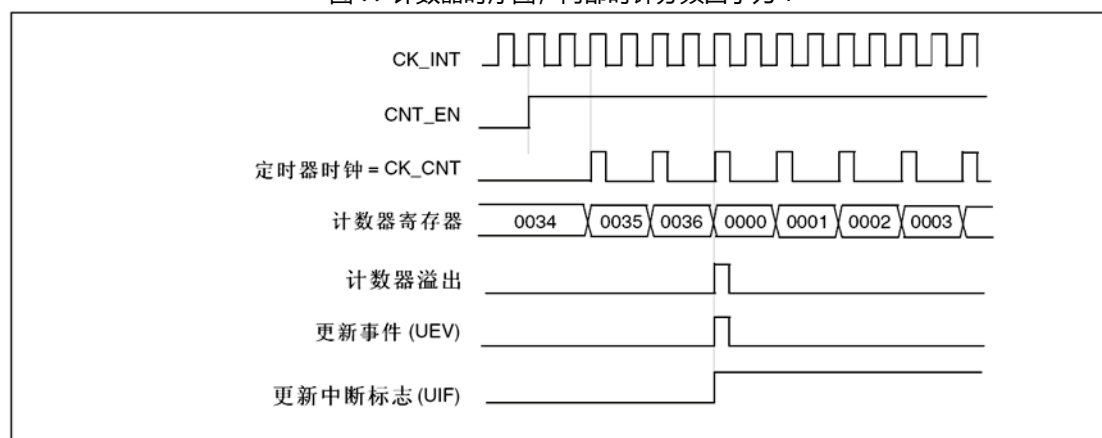 CK_INT
CNT_EN
定时器时钟 = CK_CNT
计数器寄存器 0034 0035 0036 0000 0001 0002 0003
计数器溢出
更新事件 (UEV)
更新中断标志 (UIF)